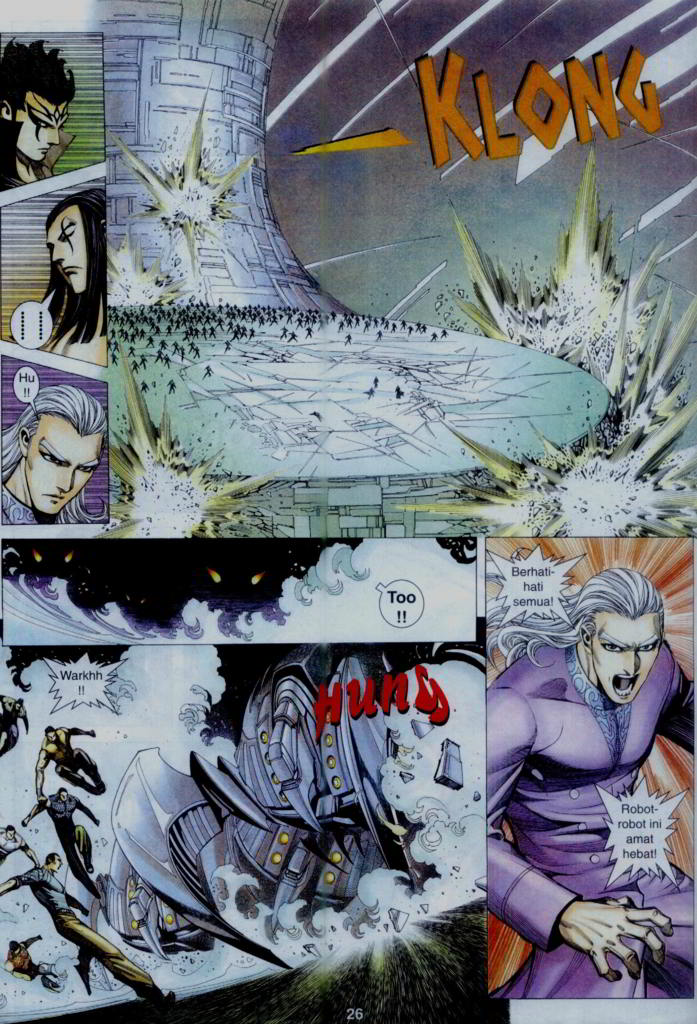 KLONG
Hu
!!
Too
!!
Berhati-
hati
semua!
Warkhh
!!
HUNG
Robot-
robot ini
amat
hebat!
26